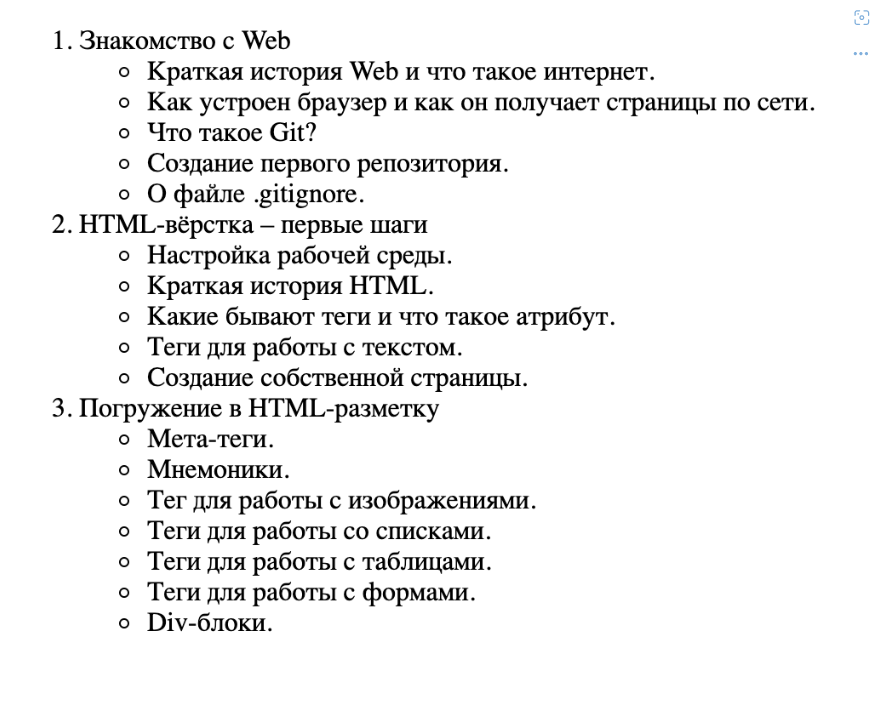 1. Знакомство с Web
○ Краткая история Web и что такое интернет.
○ Как устроен браузер и как он получает страницы по сети.
○ Что такое Git?
○ Создание первого репозитория.
○ О файле .gitignore.
2. HTML-вёрстка – первые шаги
○ Настройка рабочей среды.
○ Краткая история HTML.
○ Какие бывают теги и что такое атрибут.
○ Теги для работы с текстом.
○ Создание собственной страницы.
3. Погружение в HTML-разметку
○ Мета-теги.
○ Мнемоники.
○ Тег для работы с изображениями.
○ Теги для работы со списками.
○ Теги для работы с таблицами.
○ Теги для работы с формами.
○ Div-блоки.